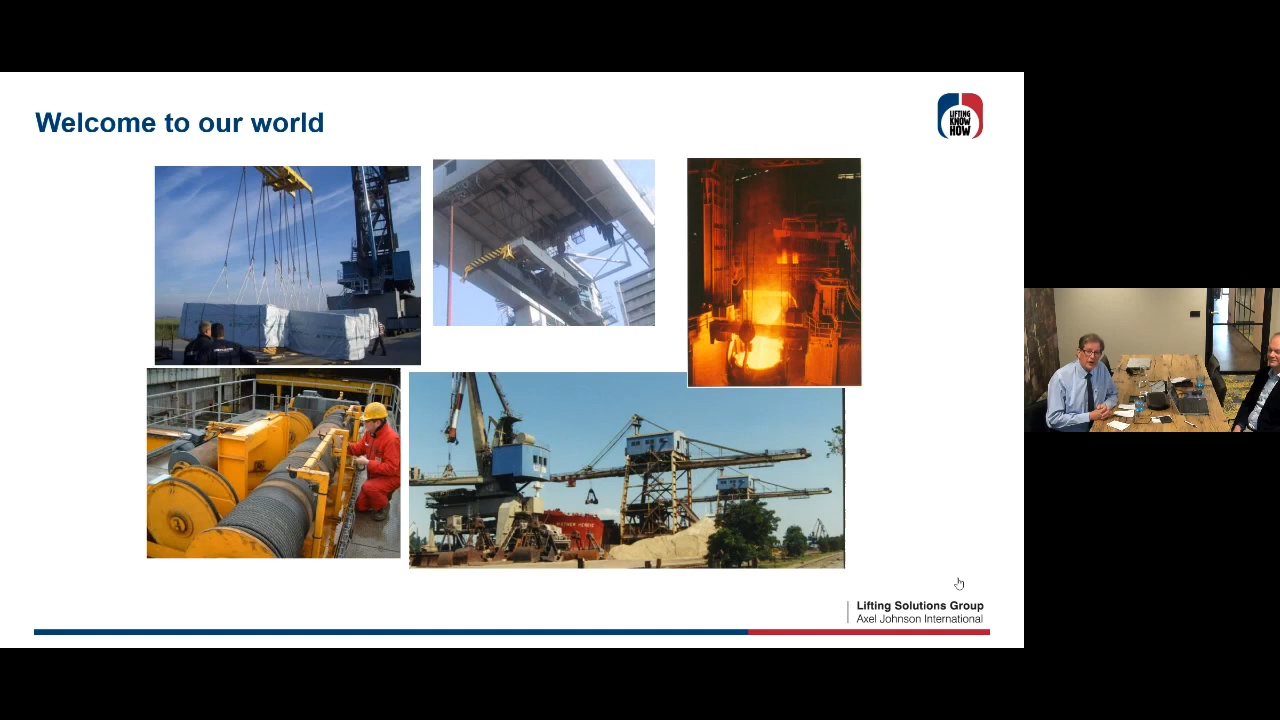 Welcome to our world
LIFTING
KNOW
HOW
Lifting Solutions Group
Axel Johnson International